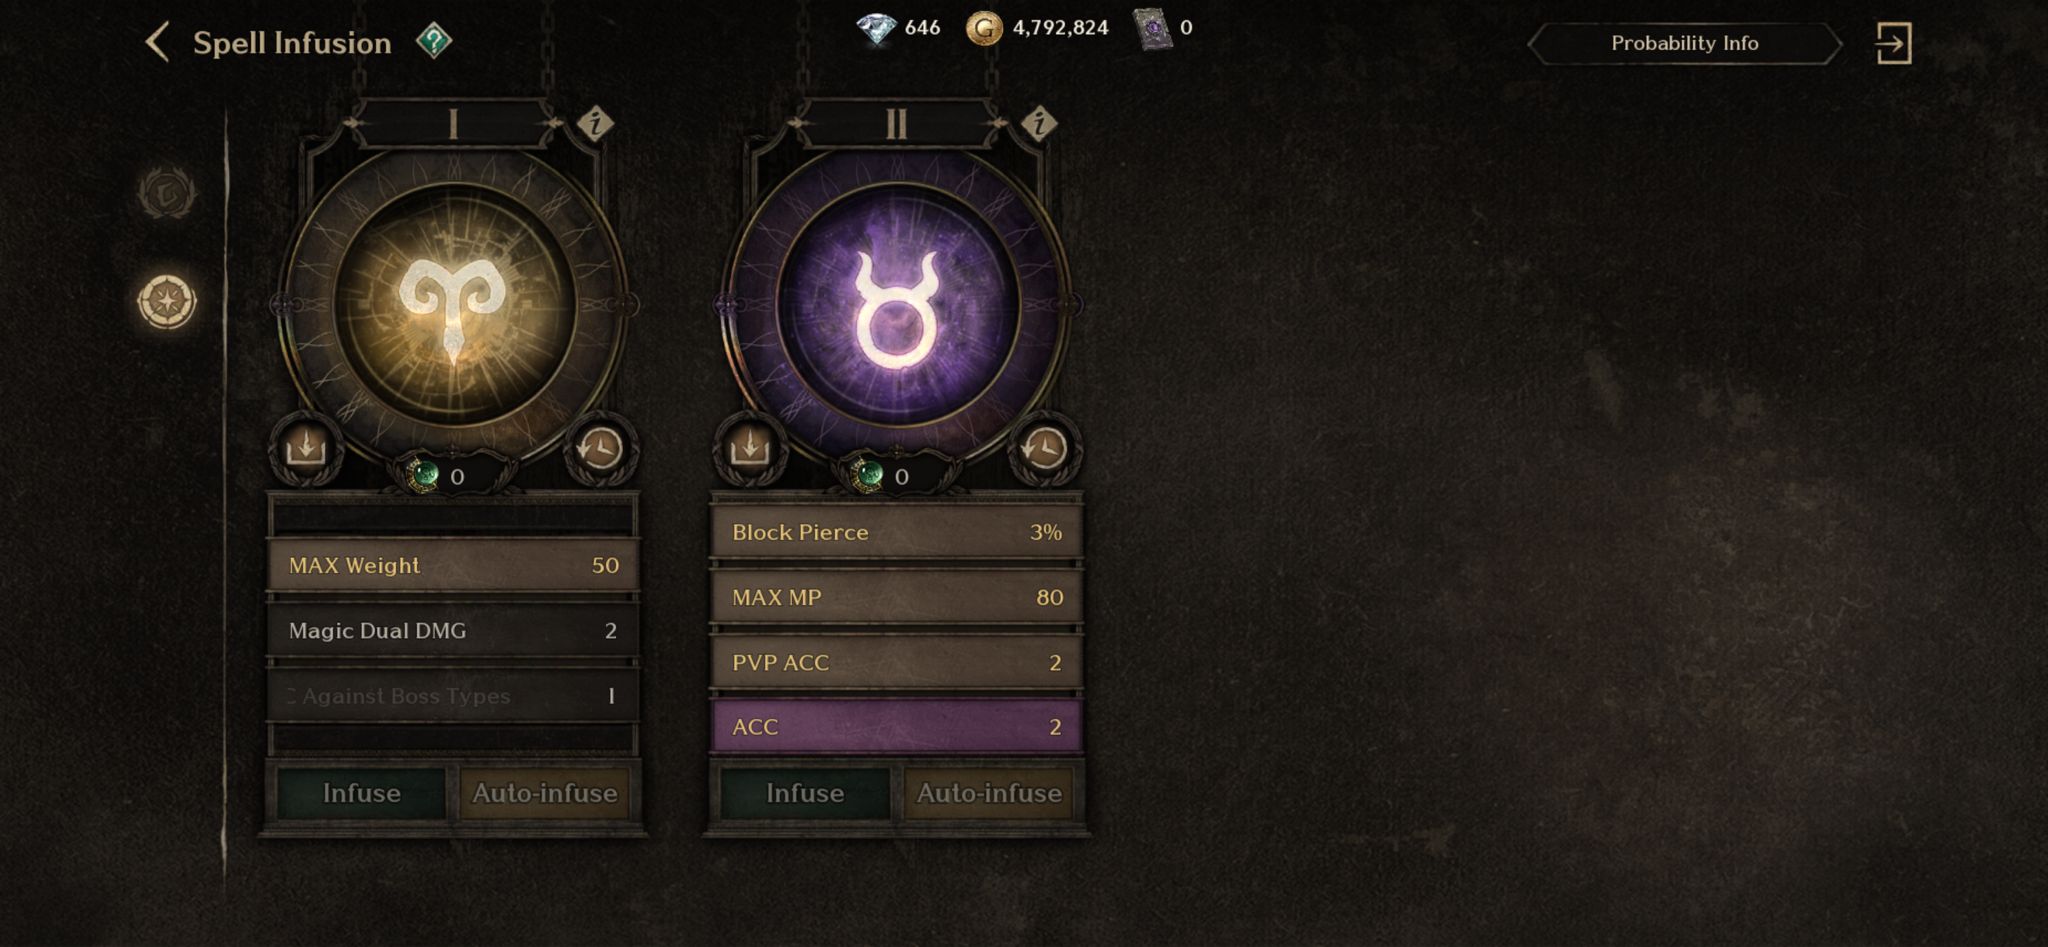 Spell Infusion
646
4,792,824
0
Probability Info
I
0
MAX Weight 50
Magic Dual DMG 2
Against Boss Types 1
Infuse
Auto-infuse
II
0
Block Pierce 3%
MAX MP 80
PVP ACC 2
ACC 2
Infuse
Auto-infuse